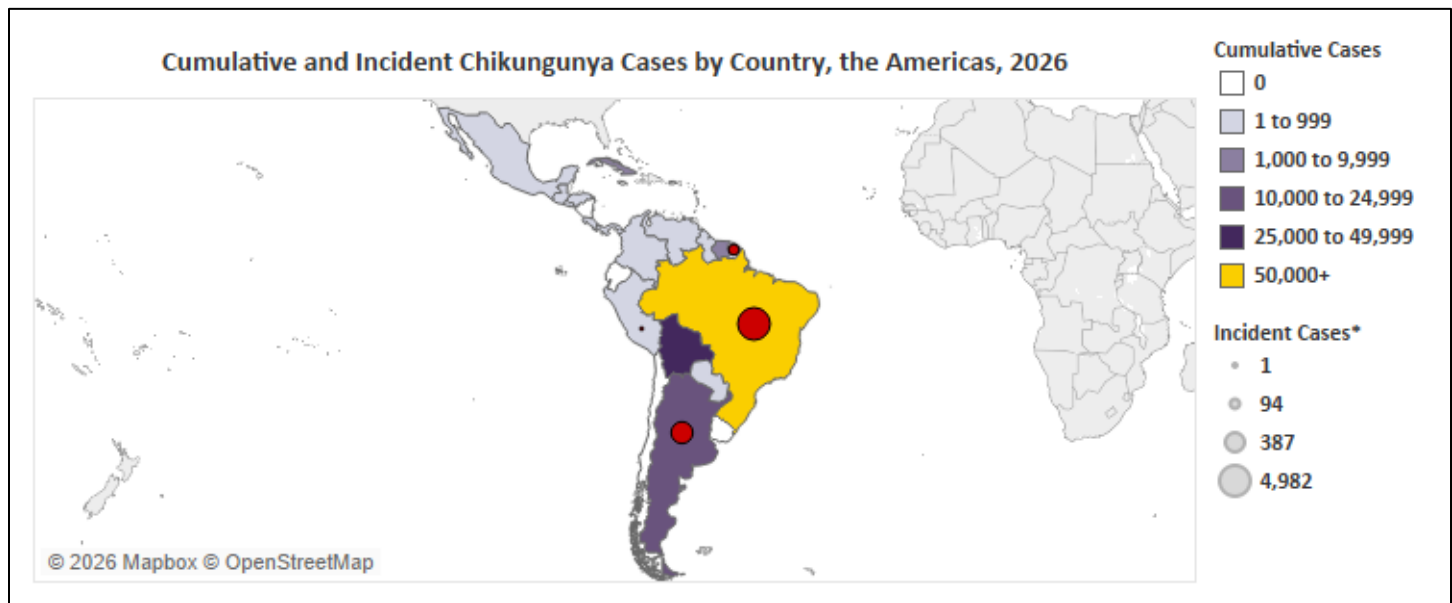 Cumulative and Incident Chikungunya Cases by Country, the Americas, 2026
Cumulative Cases
0
1 to 999
1,000 to 9,999
10,000 to 24,999
25,000 to 49,999
50,000+
Incident Cases*
1
94
387
4,982
© 2026 Mapbox © OpenStreetMap